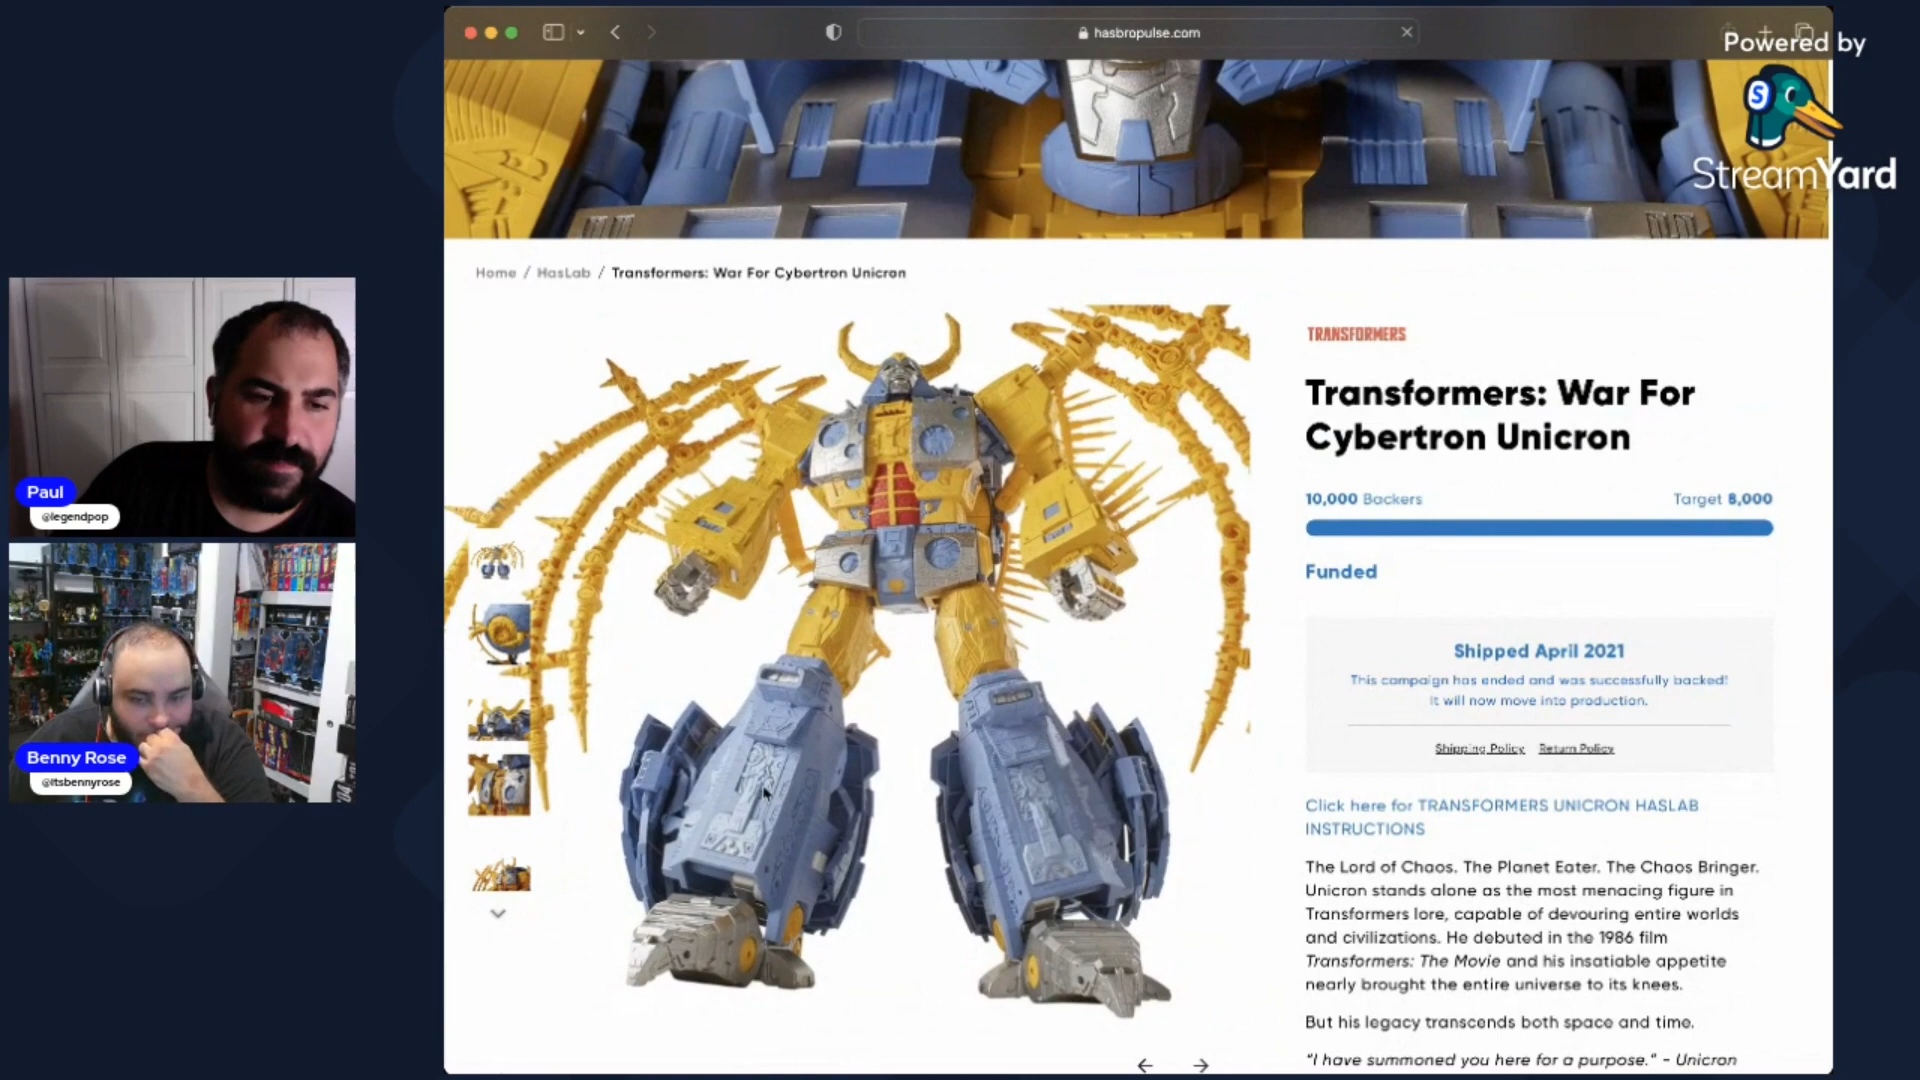 hasbropulse.com
Powered by
S
StreamYard
Home / HasLab / Transformers: War For Cybertron Unicron
TRANSFORMERS
Transformers: War For
Cybertron Unicron
10,000 Backers
Target 8,000
Funded
Shipped April 2021
This campaign has ended and was successfully backed!
It will now move into production.
Shipping Policy
Return Policy
Click here for TRANSFORMERS UNICRON HASLAB
INSTRUCTIONS
The Lord of Chaos. The Planet Eater. The Chaos Bringer.
Unicron stands alone as the most menacing figure in
Transformers lore, capable of devouring entire worlds
and civilizations. He debuted in the 1986 film
Transformers: The Movie and his insatiable appetite
nearly brought the entire universe to its knees.
But his legacy transcends both space and time.
"I have summoned you here for a purpose." - Unicron
Paul
@legendpop
Benny Rose
@itsbennyrose